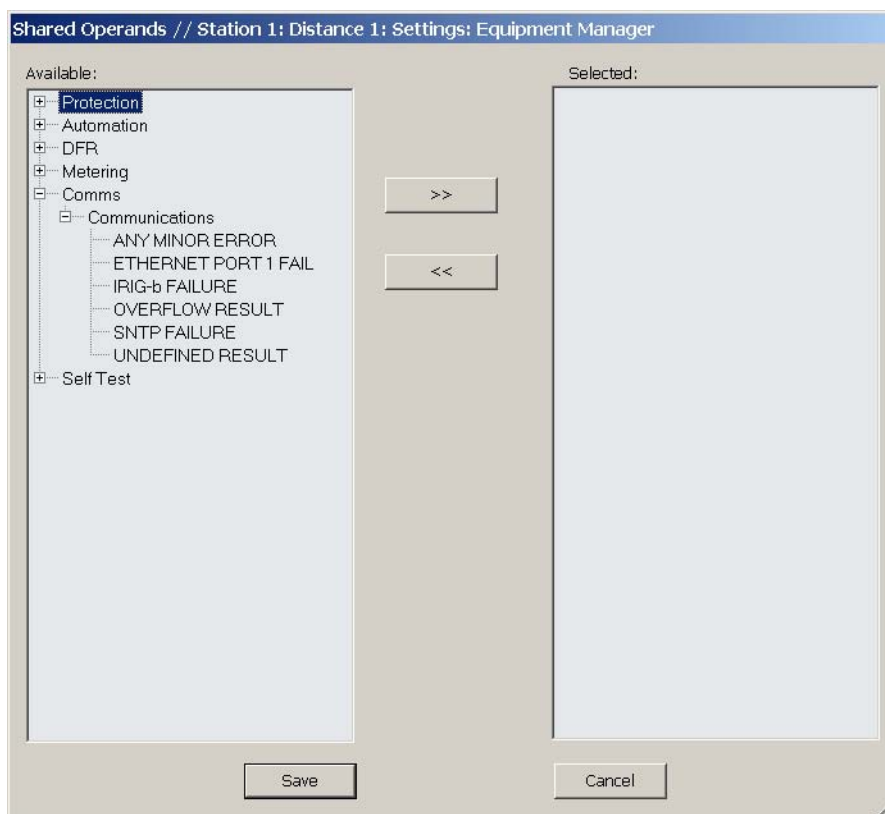 Shared Operands // Station 1: Distance 1: Settings: Equipment Manager
Available:
Selected:
Protection
Automation
DFR
Metering
Comms
Communications
ANY MINOR ERROR
ETHERNET PORT 1 FAIL
IRIG-b FAILURE
OVERFLOW RESULT
SNTP FAILURE
UNDEFINED RESULT
Self Test
>>
<<
Save
Cancel